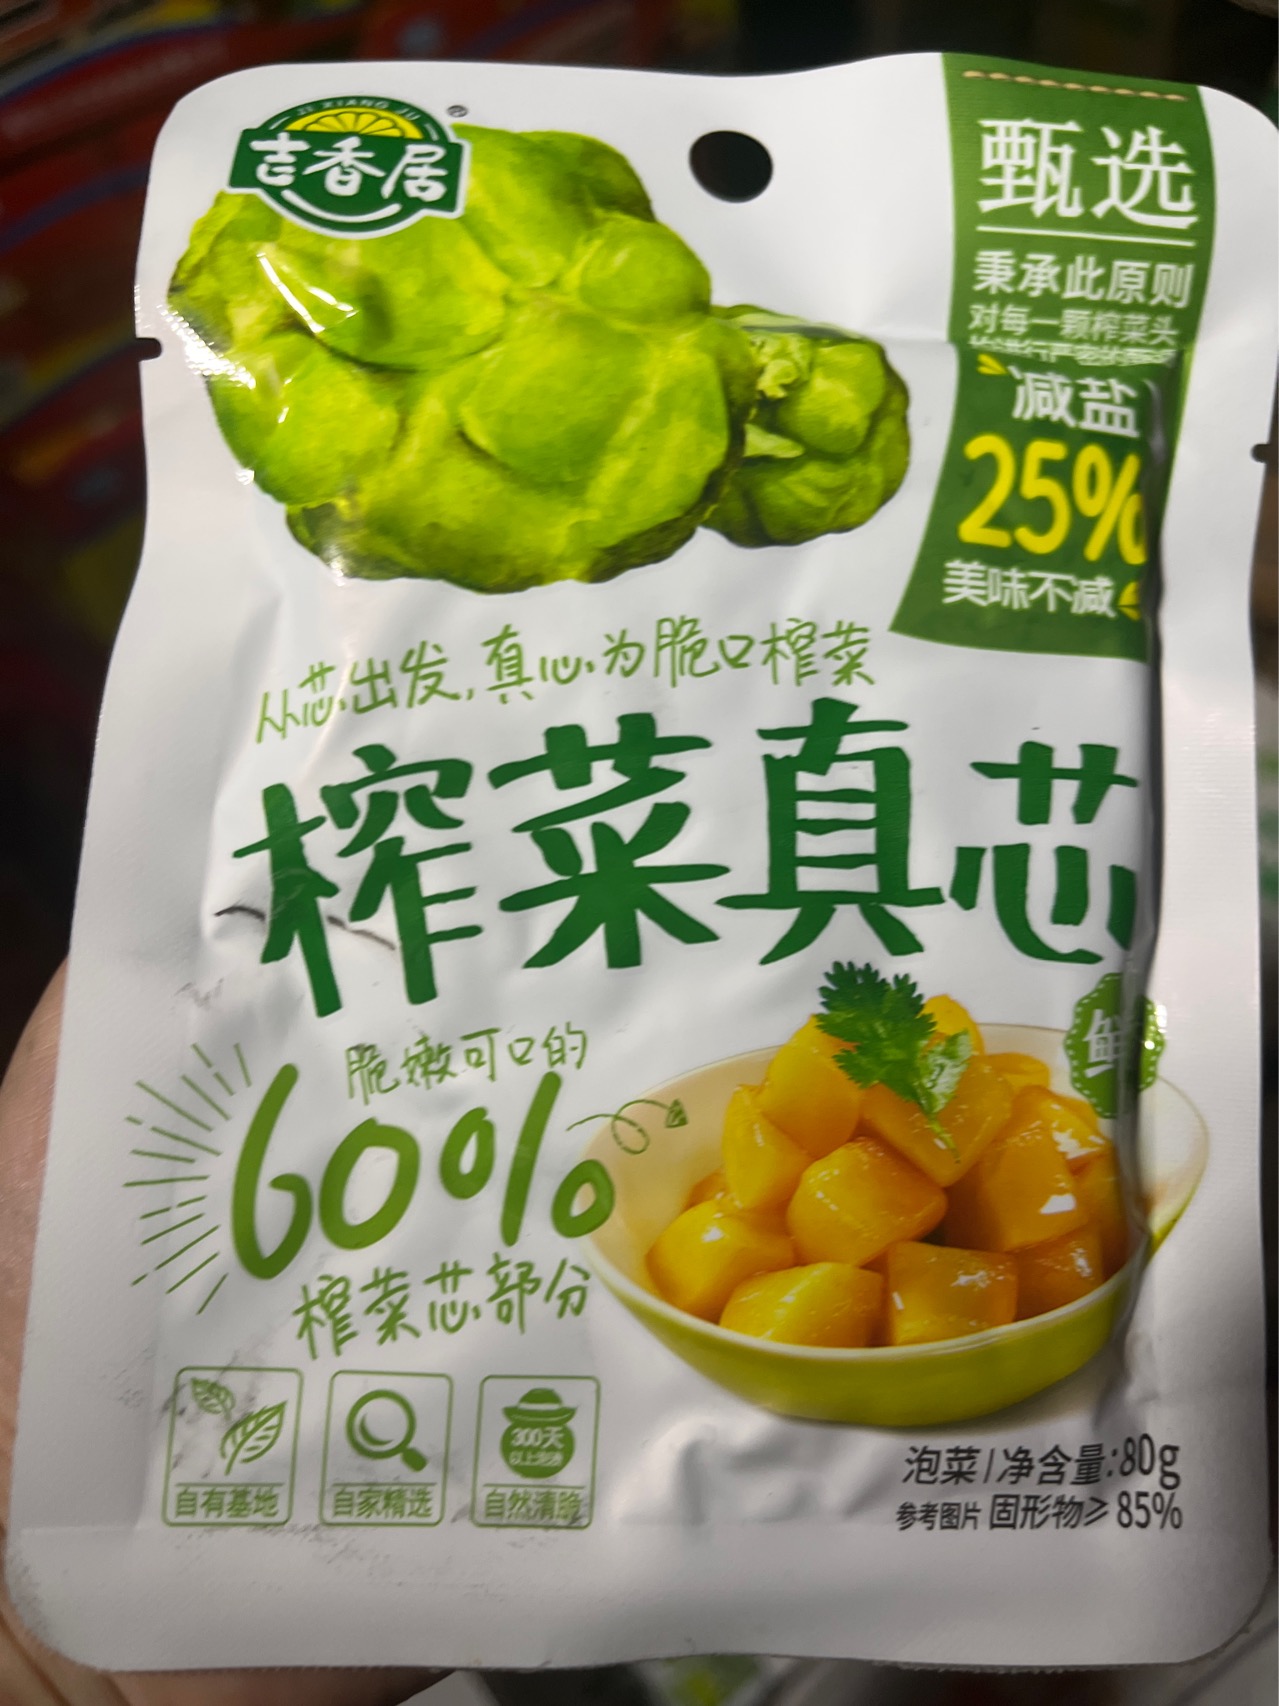 JI XIANG JU
®
吉香居
甄选
秉承此原则
对每一颗榨菜头
减盐
25%
美味不减
从芯出发,真心为脆口榨菜
榨菜真芯
鲜
脆嫩可口的
60%
榨菜芯部分
300天
自有基地
自家精选
自然清脆
泡菜/净含量:80g
参考图片 固形物≥85%